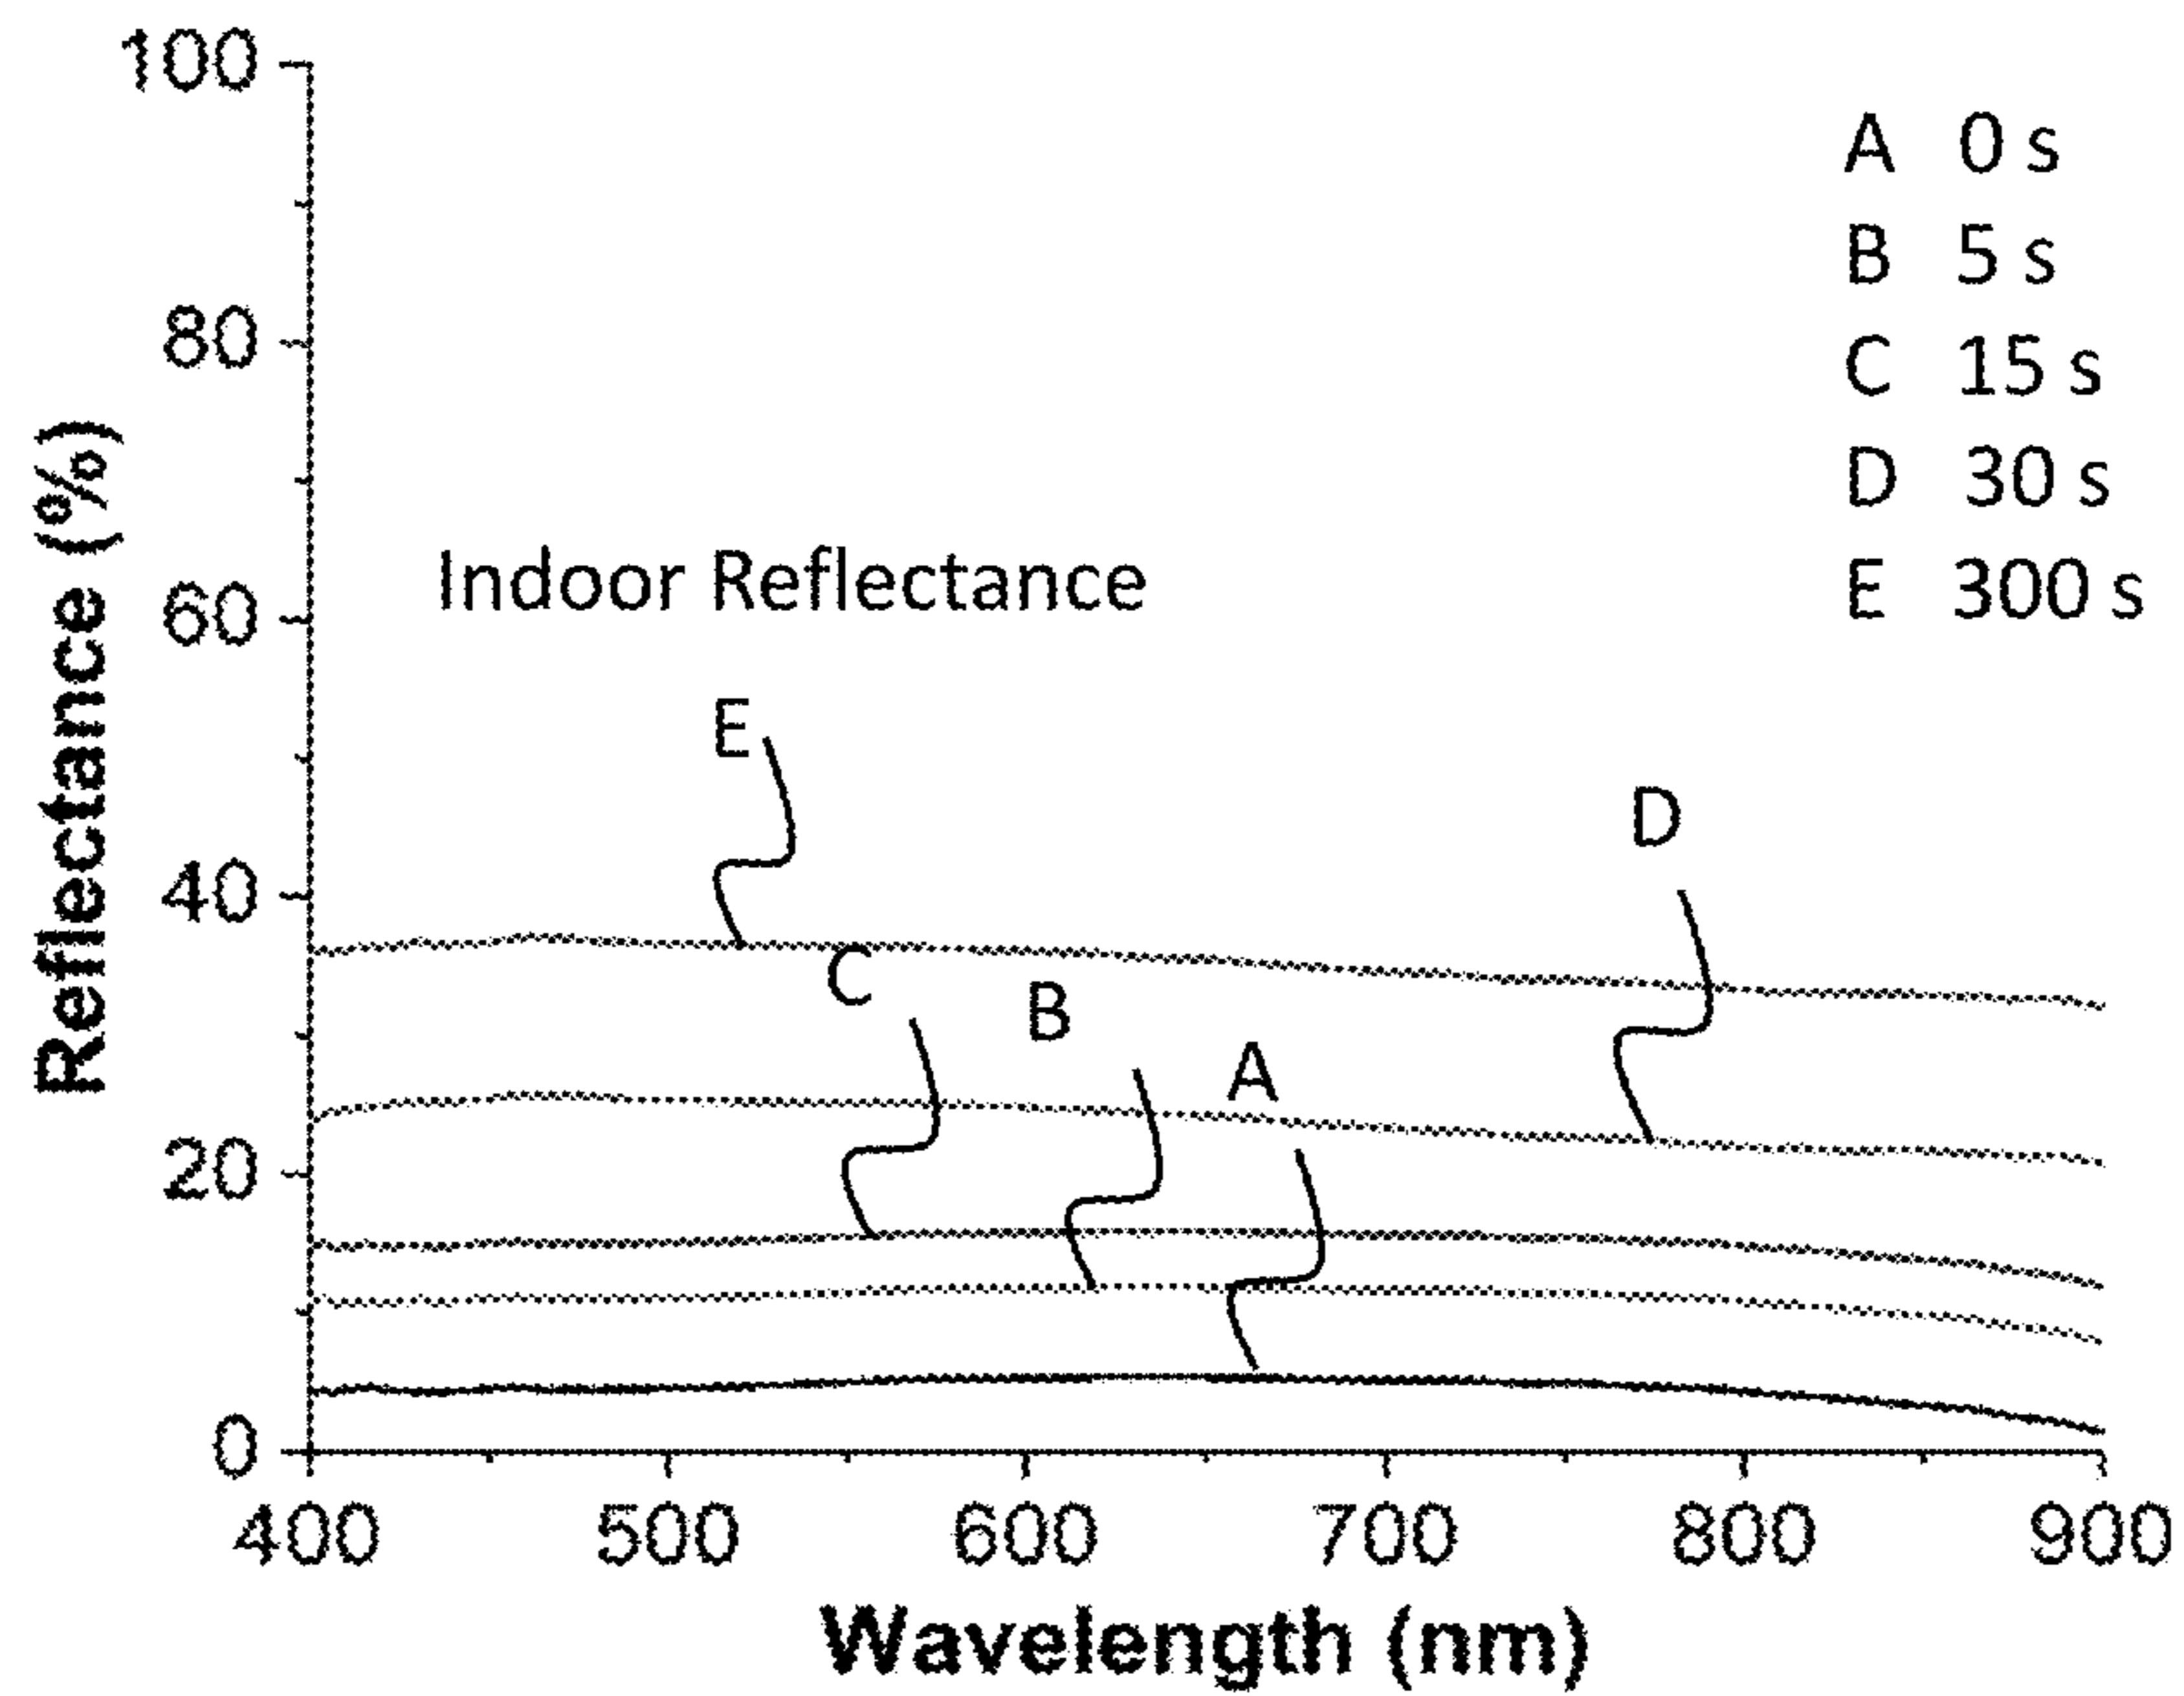 100
80
60
40
20
0
Reflectance (%)
A 0 s
B 5 s
C 15 s
D 30 s
E 300 s
Indoor Reflectance
E
D
C
B
A
400 500 600 700 800 900
Wavelength (nm)